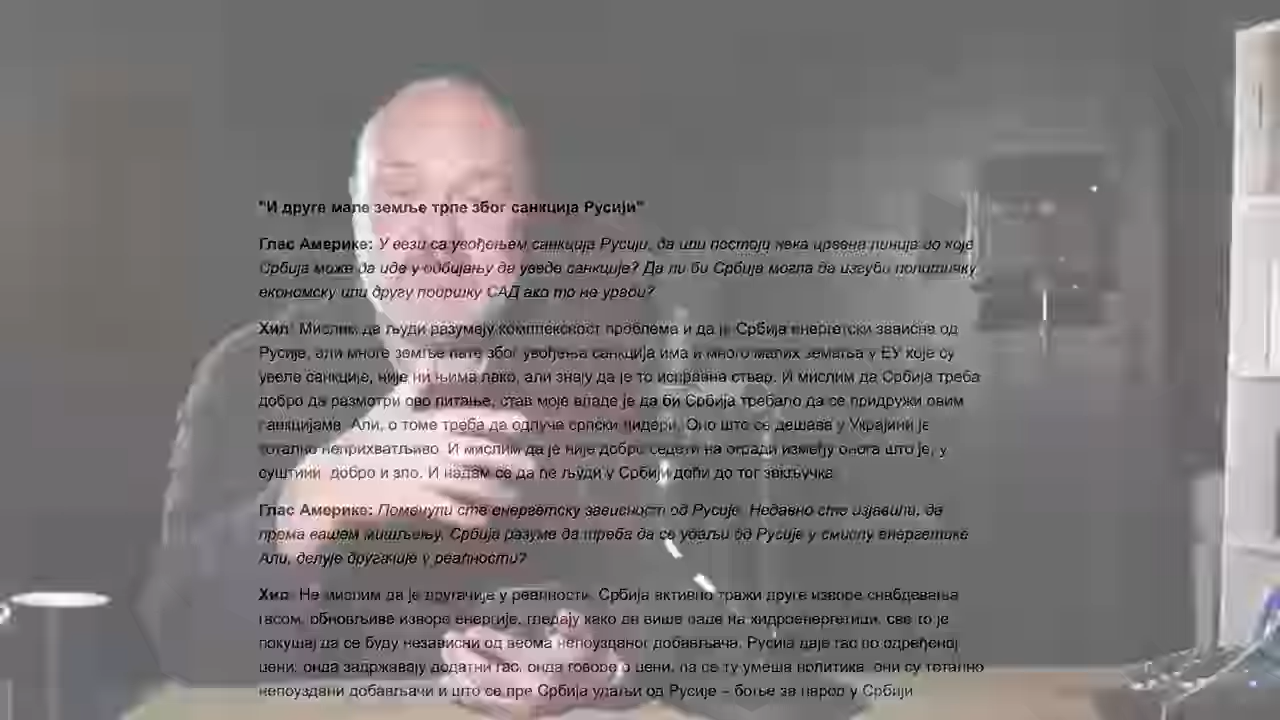 "И друге мале земље трпе због санкција Русији"
Глас Америке: У вези са увођењем санкција Русији, да ли постоји нека црвена линија до које
Србија може да иде у одбијању да уведе санкције? Да ли би Србија могла да изгуби политичку
економску или другу подршку САД ако то не уради?
Хил: Мислим да људи разумеју комплексност проблема и да је Србија енергетски зависна од
Русије, али многе земље пате због увођења санкција има и много малих земаља у ЕУ које су
увеле санкције, није ни њима лако, али знају да је то исправна ствар. И мислим да Србија треба
добро да размотри ово питање, став моје владе је да би Србија требало да се придружи овим
санкцијама. Али, о томе треба да одлуче српски лидери. Оно што се дешава у Украјини је
тотално неприхватљиво. И мислим да је није добро седети на огради између онога што је, у
суштини добро и зло. И надам се да ће људи у Србији доћи до тог закључка
Глас Америке: Поменули сте енергетску зависност од Русије. Недавно сте изјавили, да
према вашем мишљењу, Србија разуме да треба да се удаљи од Русије у смислу енергетике
Али, делује другачије у реалности?
Хил: Не мислим да је другачије у реалности. Србија активно тражи друге изворе снабдевања
гасом, обновљиве изворе енергије, гледају како да више раде на хидроенергетици, све то је
покушај да се буду независни од веома непоузданог добављача. Русија даје гас по одређеној
цени, онда задржавају додатни гас, онда говоре о цени, па се ту умеша политика они су тотално
непоуздани добављачи и што се пре Србија удаљи од Русије – боље за народ у Србији